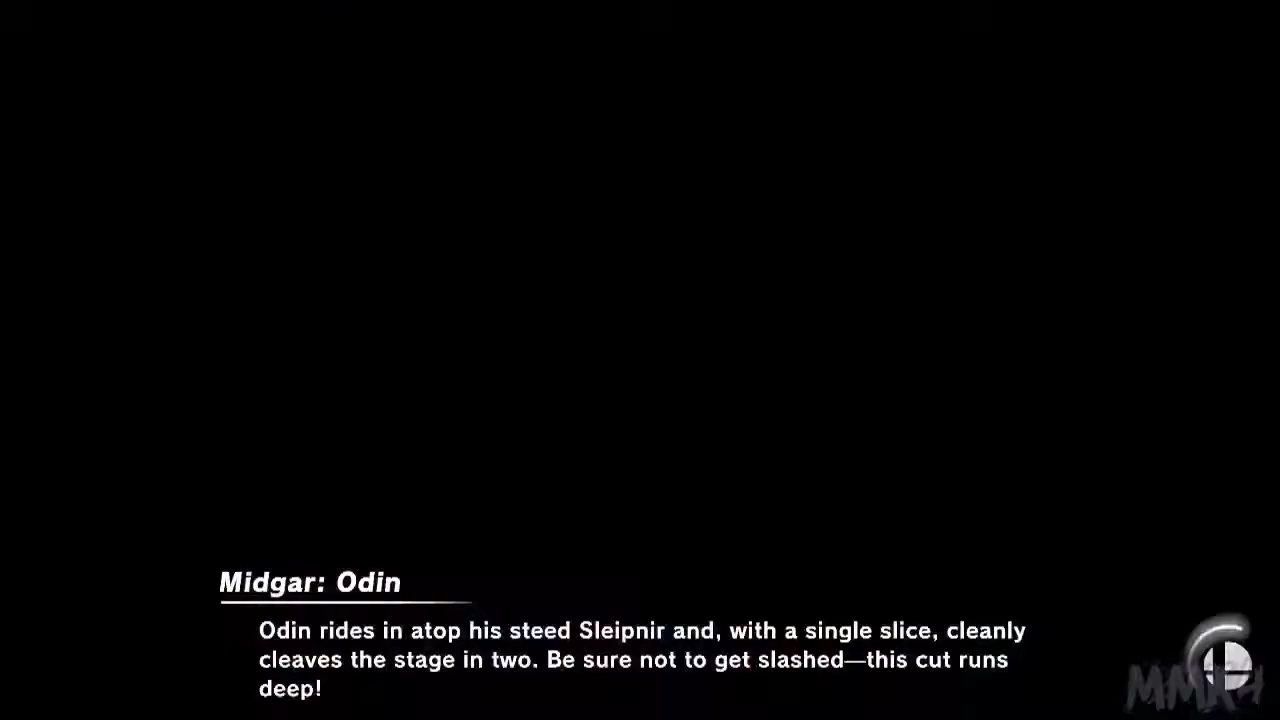 Midgar: Odin
Odin rides in atop his steed Sleipnir and, with a single slice, cleanly
cleaves the stage in two. Be sure not to get slashed—this cut runs
deep!